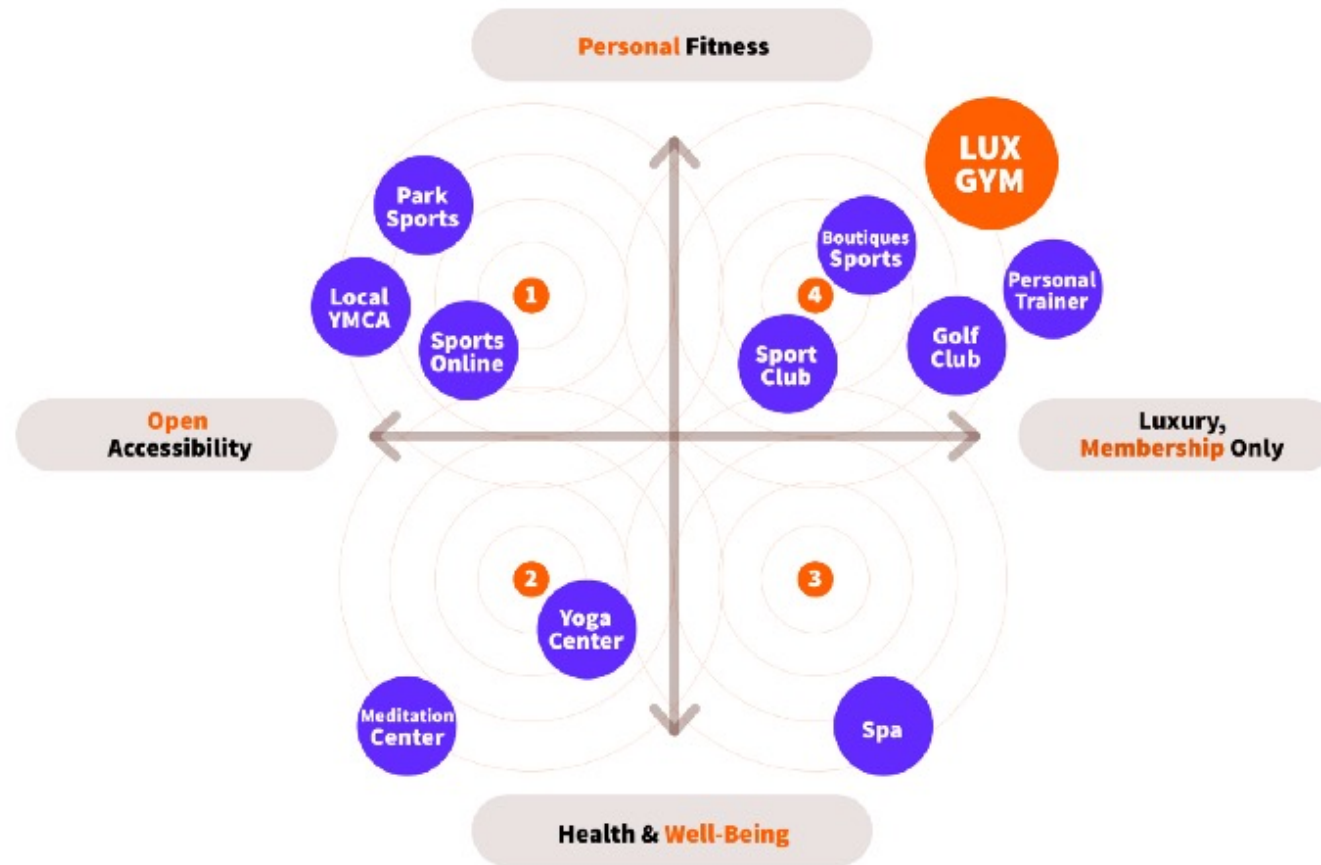 Personal Fitness
LUX
GYM
Park
Sports
Boutiques
Sports
Local
YMCA
1
4
Personal
Trainer
Sports
Online
Sport
Club
Golf
Club
Open
Accessibility
Luxury,
Membership Only
2
3
Yoga
Center
Meditation
Center
Spa
Health & Well-Being